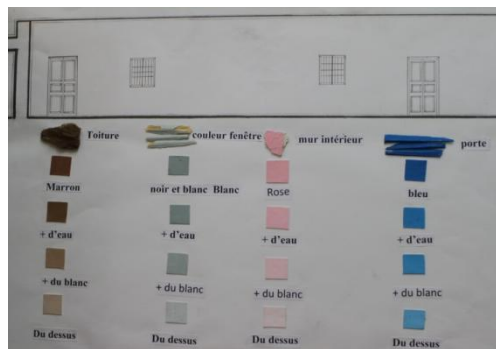 Toiture couleur fenêtre mur intérieur porte
Marron noir et blanc Blanc Rose bleu
+ d'eau + d'eau + d'eau + d'eau
+ du blanc + du blanc + du blanc + du blanc
Du dessus Du dessus Du dessus Du dessus